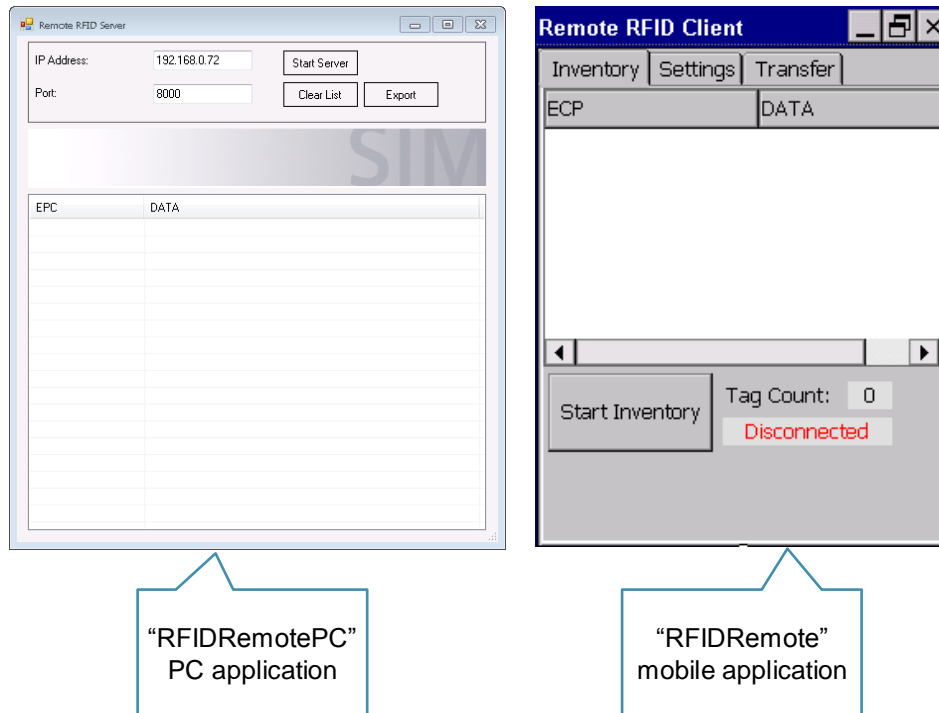 Remote RFID Server
IP Address: 192.168.0.72 Start Server
Port: 8000 Clear List Export
SIM
EPC DATA
"RFIDRemotePC"
PC application
Remote RFID Client
Inventory Settings Transfer
ECP DATA
Start Inventory Tag Count: 0
Disconnected
"RFIDRemote"
mobile application